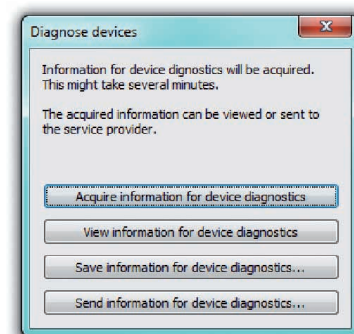 Diagnose devices
Information for device dignostics will be acquired.
This might take several minutes.
The acquired information can be viewed or sent to
the service provider.
Acquire information for device diagnostics
View information for device diagnostics
Save information for device diagnostics...
Send information for device diagnostics...